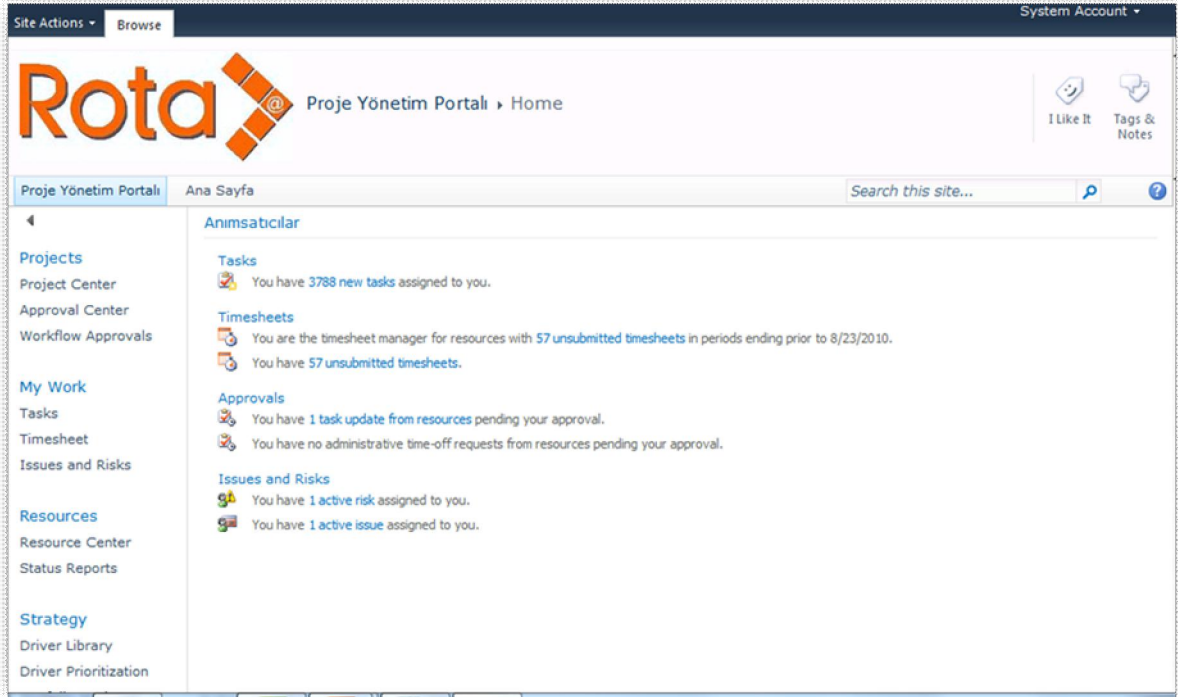 Site Actions
Browse
System Account
Rota
@
Proje Yönetim Portalı
Home
I Like It
Tags &
Notes
Proje Yönetim Portalı
Ana Sayfa
Search this site...
?
Anımsatıcılar
Projects
Project Center
Approval Center
Workflow Approvals
My Work
Tasks
Timesheet
Issues and Risks
Resources
Resource Center
Status Reports
Strategy
Driver Library
Driver Prioritization
Tasks
You have 3788 new tasks assigned to you.
Timesheets
You are the timesheet manager for resources with 57 unsubmitted timesheets in periods ending prior to 8/23/2010.
You have 57 unsubmitted timesheets.
Approvals
You have 1 task update from resources pending your approval.
You have no administrative time-off requests from resources pending your approval.
Issues and Risks
You have 1 active risk assigned to you.
You have 1 active issue assigned to you.